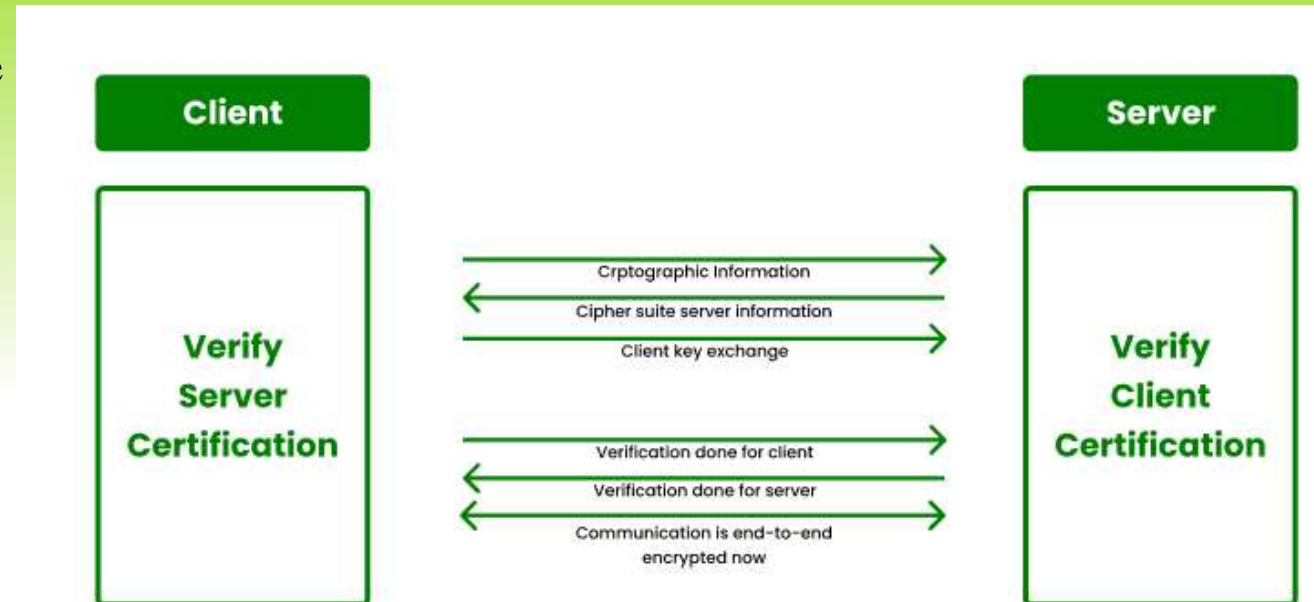 Client
Server
Crptographic Information
Cipher suite server information
Client key exchange
Verify
Server
Certification
Verify
Client
Certification
Verification done for client
Verification done for server
Communication is end-to-end
encrypted now